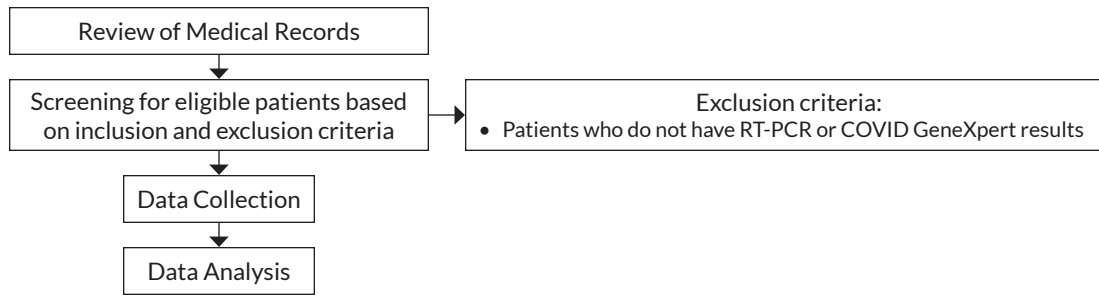 Review of Medical Records
Screening for eligible patients based
on inclusion and exclusion criteria
Exclusion criteria:
• Patients who do not have RT-PCR or COVID GeneXpert results
Data Collection
Data Analysis